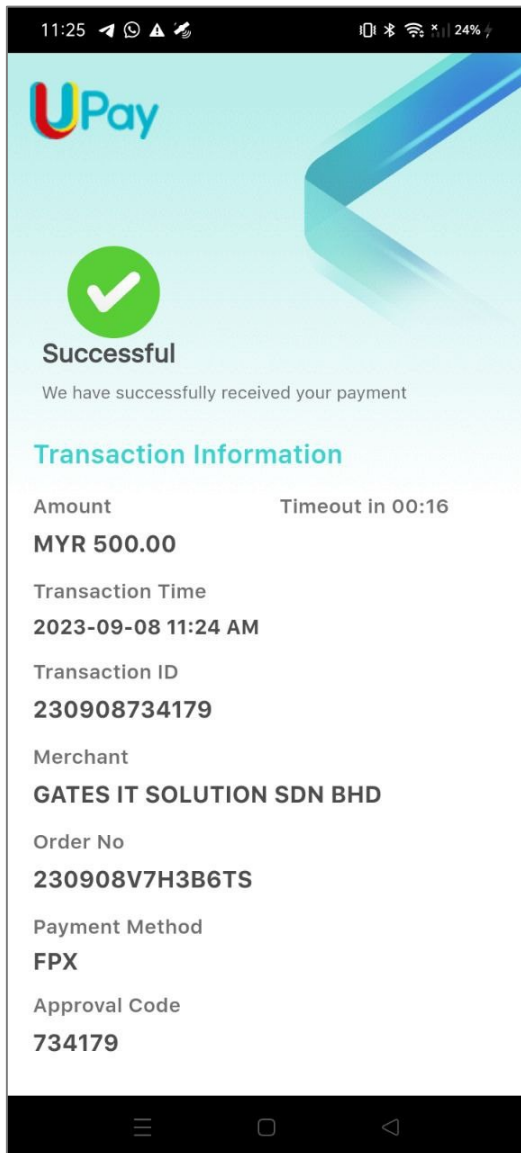 11:25 24%
UPay
Successful
We have successfully received your payment
Transaction Information
Amount Timeout in 00:16
MYR 500.00
Transaction Time
2023-09-08 11:24 AM
Transaction ID
230908734179
Merchant
GATES IT SOLUTION SDN BHD
Order No
230908V7H3B6TS
Payment Method
FPX
Approval Code
734179